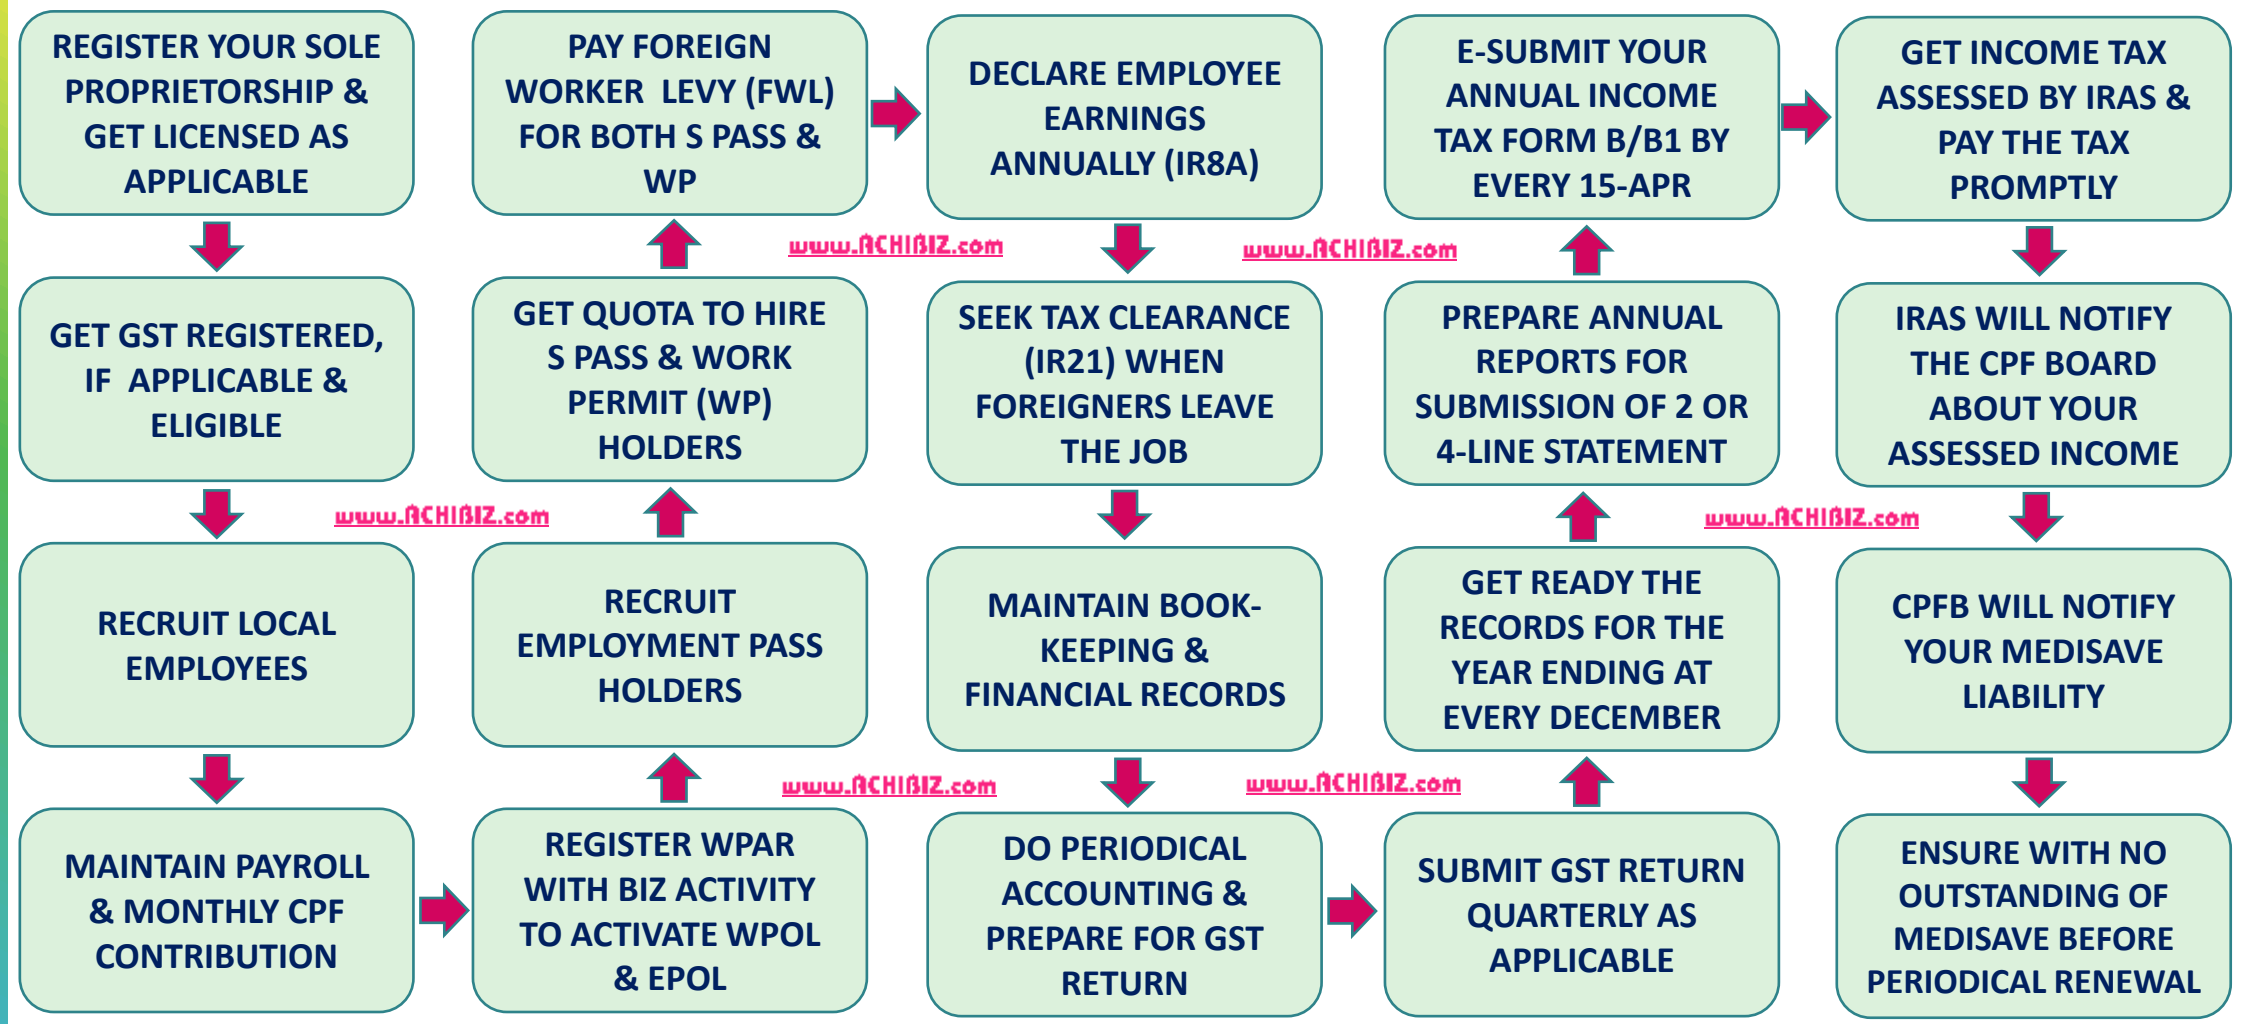 REGISTER YOUR SOLE
PROPRIETORSHIP &
GET LICENSED AS
APPLICABLE
GET GST REGISTERED,
IF APPLICABLE &
ELIGIBLE
www.ACHIBIZ.com
RECRUIT LOCAL
EMPLOYEES
MAINTAIN PAYROLL
& MONTHLY CPF
CONTRIBUTION
REGISTER WPAR
WITH BIZ ACTIVITY
TO ACTIVATE WPOL
& EPOL
www.ACHIBIZ.com
RECRUIT
EMPLOYMENT PASS
HOLDERS
GET QUOTA TO HIRE
S PASS & WORK
PERMIT (WP)
HOLDERS
www.ACHIBIZ.com
PAY FOREIGN
WORKER LEVY (FWL)
FOR BOTH S PASS &
WP
DECLARE EMPLOYEE
EARNINGS
ANNUALLY (IR8A)
www.ACHIBIZ.com
SEEK TAX CLEARANCE
(IR21) WHEN
FOREIGNERS LEAVE
THE JOB
MAINTAIN BOOK-
KEEPING &
FINANCIAL RECORDS
www.ACHIBIZ.com
DO PERIODICAL
ACCOUNTING &
PREPARE FOR GST
RETURN
SUBMIT GST RETURN
QUARTERLY AS
APPLICABLE
GET READY THE
RECORDS FOR THE
YEAR ENDING AT
EVERY DECEMBER
www.ACHIBIZ.com
PREPARE ANNUAL
REPORTS FOR
SUBMISSION OF 2 OR
4-LINE STATEMENT
E-SUBMIT YOUR
ANNUAL INCOME
TAX FORM B/B1 BY
EVERY 15-APR
GET INCOME TAX
ASSESSED BY IRAS &
PAY THE TAX
PROMPTLY
IRAS WILL NOTIFY
THE CPF BOARD
ABOUT YOUR
ASSESSED INCOME
CPFB WILL NOTIFY
YOUR MEDISAVE
LIABILITY
ENSURE WITH NO
OUTSTANDING OF
MEDISAVE BEFORE
PERIODICAL RENEWAL